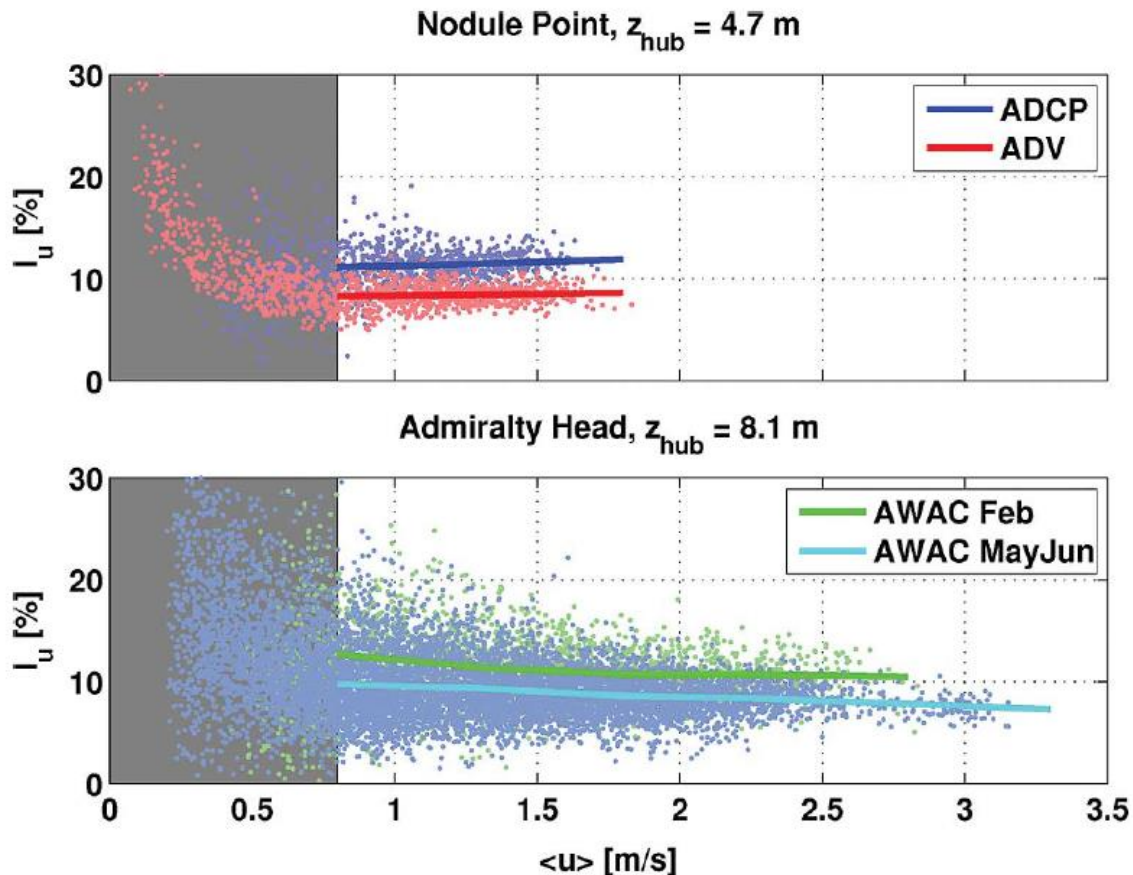 Nodule Point, z_hub = 4.7 m
30
20
10
0
I_u [%]
ADCP
ADV
Admiralty Head, z_hub = 8.1 m
30
20
10
0
I_u [%]
AWAC Feb
AWAC MayJun
0 0.5 1 1.5 2 2.5 3 3.5
<u> [m/s]